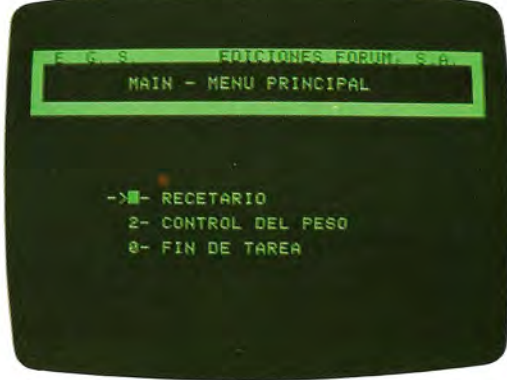 E. G. S. EDICIONES FORUM, S.A.
MAIN - MENU PRINCIPAL
->█- RECETARIO
2- CONTROL DEL PESO
0- FIN DE TAREA